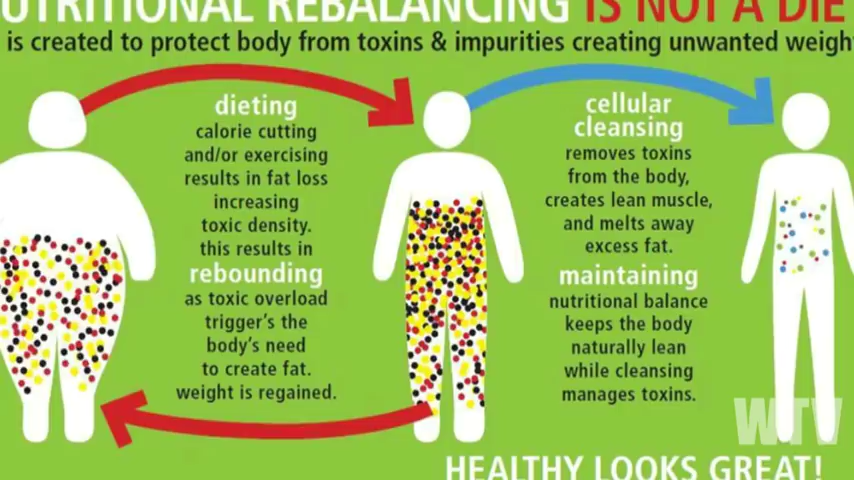 UTRITIONAL REBALANCING IS NOT A DIE
is created to protect body from toxins & impurities creating unwanted weigh
dieting
calorie cutting
and/or exercising
results in fat loss
increasing
toxic density.
this results in
rebounding
as toxic overload
trigger's the
body's need
to create fat.
weight is regained.
cellular
cleansing
removes toxins
from the body,
creates lean muscle,
and melts away
excess fat.
maintaining
nutritional balance
keeps the body
naturally lean
while cleansing
manages toxins.
WTV
HEALTHY LOOKS GREAT!